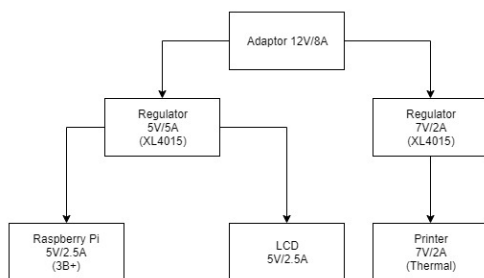 Adaptor 12V/8A
Regulator
5V/5A
(XL4015)
Regulator
7V/2A
(XL4015)
Raspberry Pi
5V/2.5A
(3B+)
LCD
5V/2.5A
Printer
7V/2A
(Thermal)